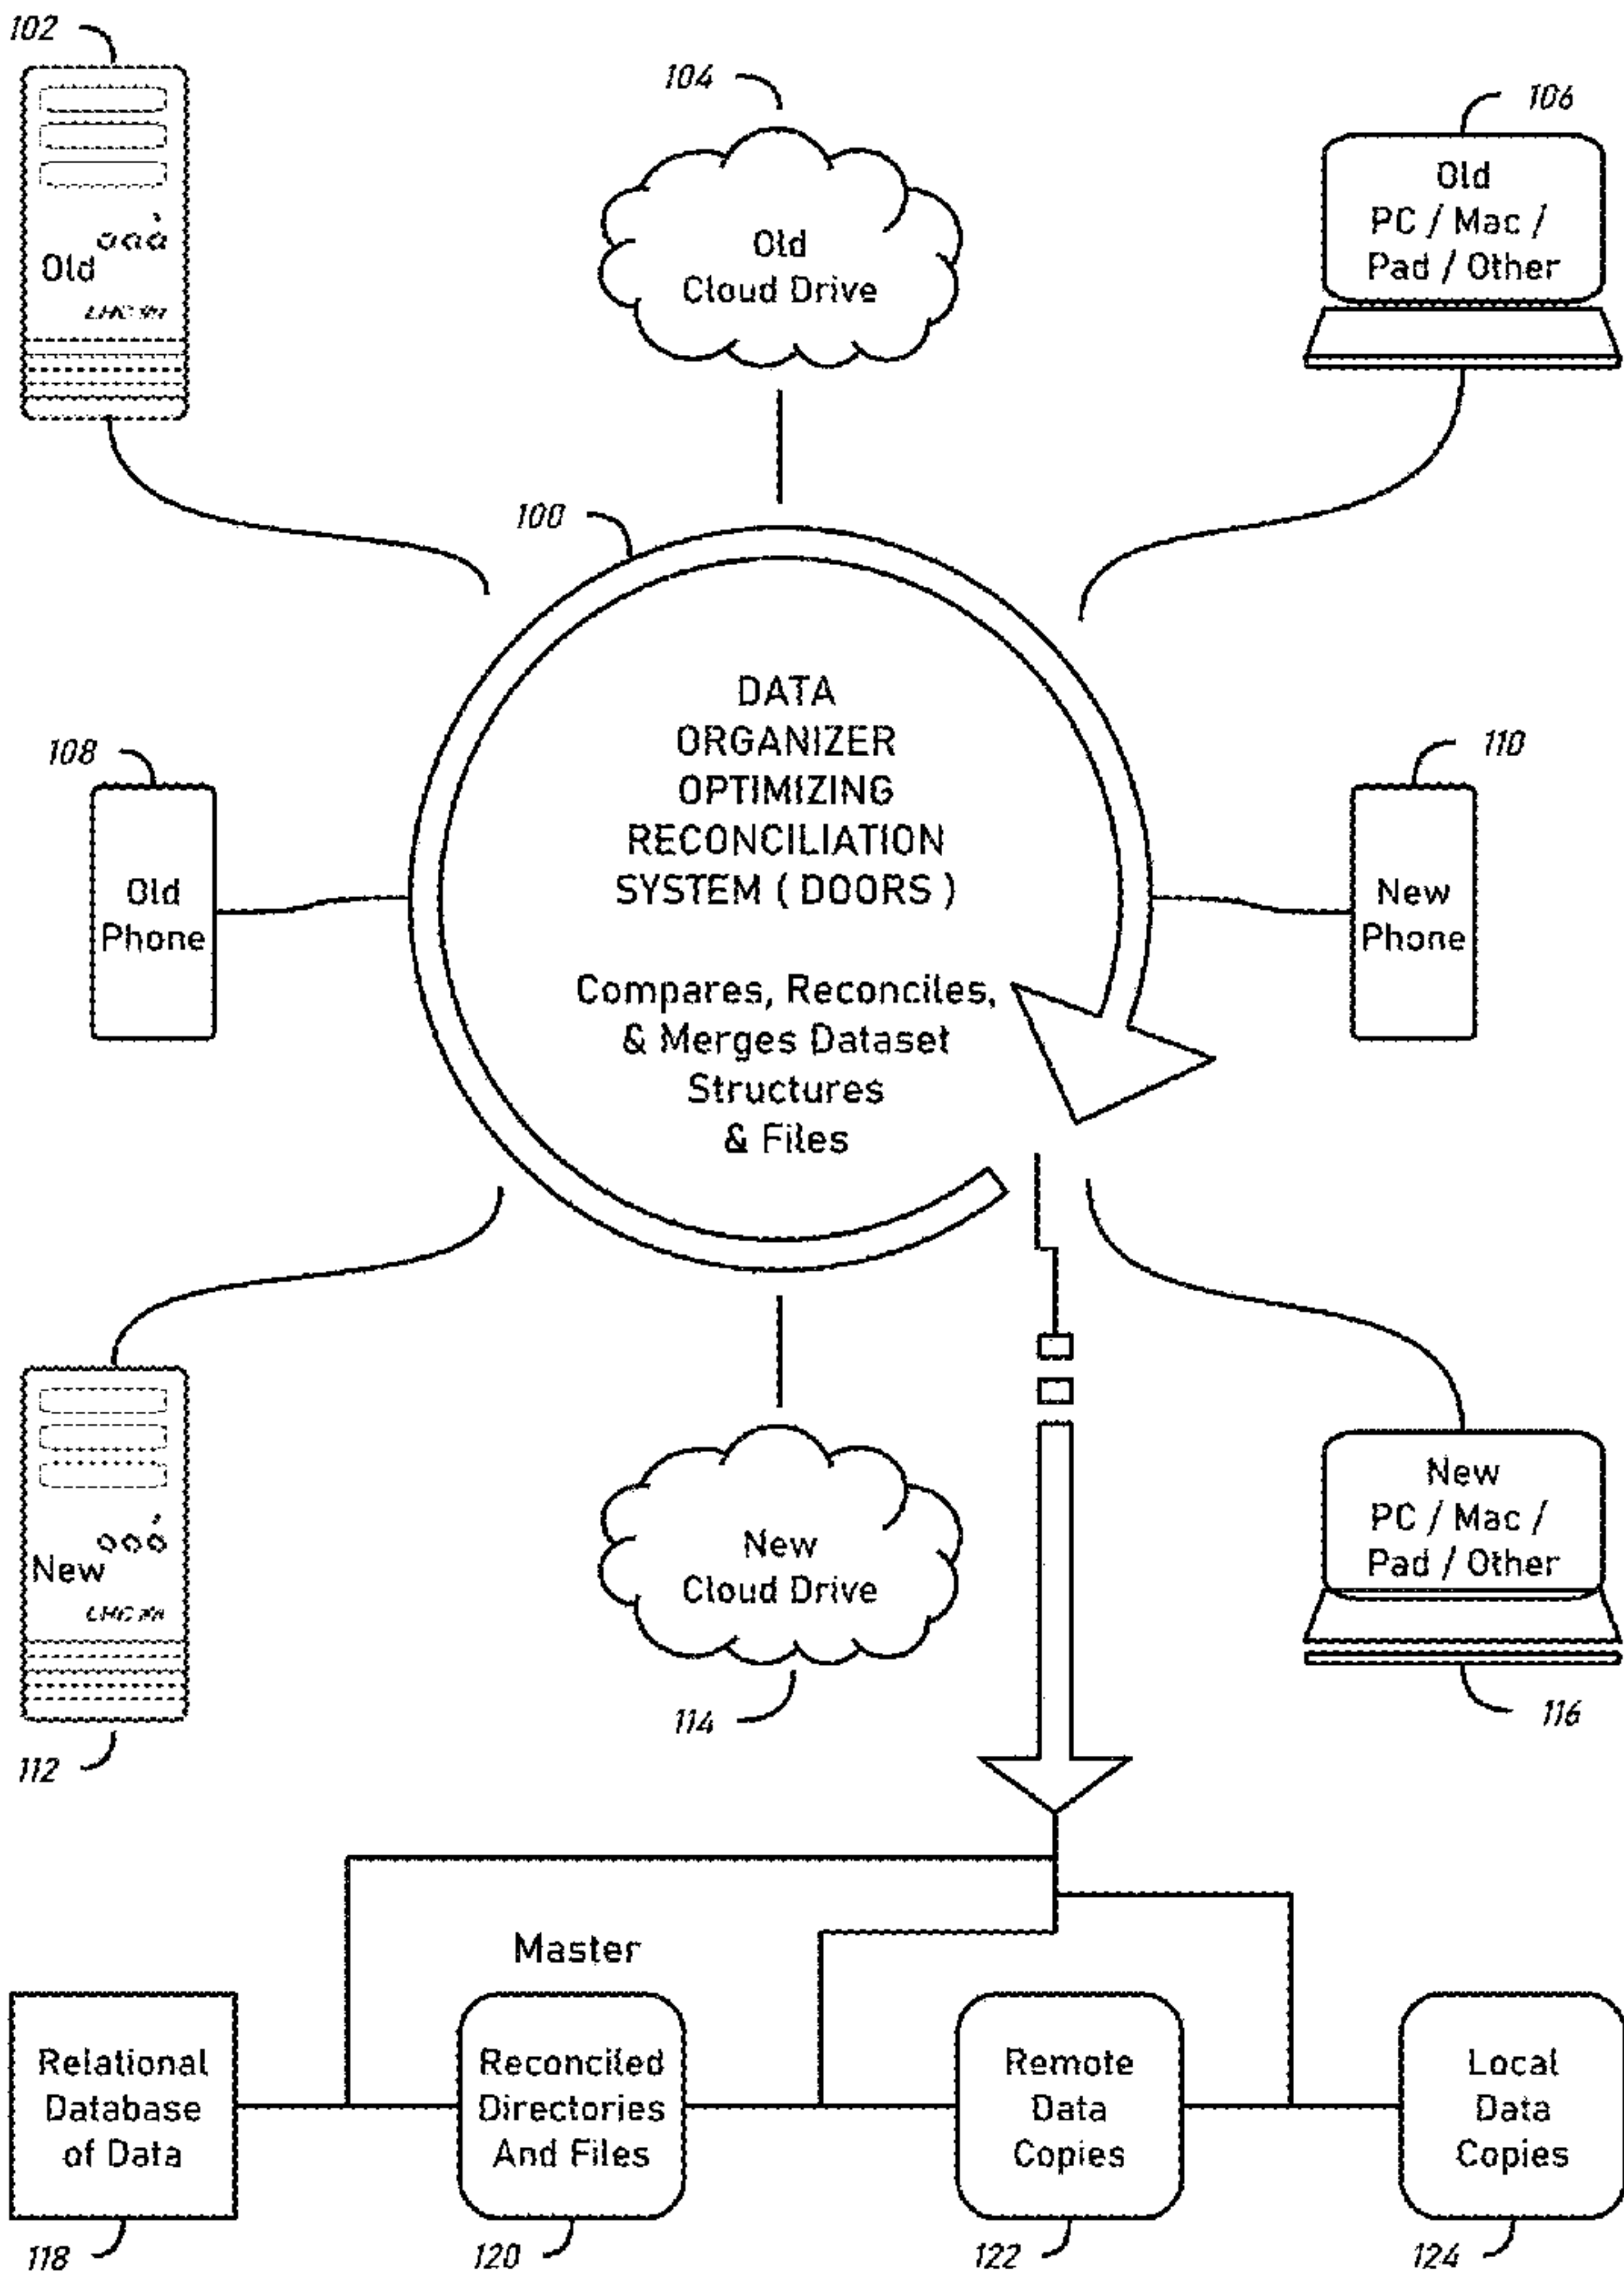 102
104
106
Old
Old
Cloud Drive
Old
PC / Mac /
Pad / Other
100
DATA
ORGANIZER
OPTIMIZING
RECONCILIATION
SYSTEM ( DOORS )
Compares, Reconciles,
& Merges Dataset
Structures
& Files
108
Old
Phone
110
New
Phone
New
112
New
Cloud Drive
114
New
PC / Mac /
Pad / Other
116
Master
Relational
Database
of Data
Reconciled
Directories
And Files
Remote
Data
Copies
Local
Data
Copies
118
120
122
124